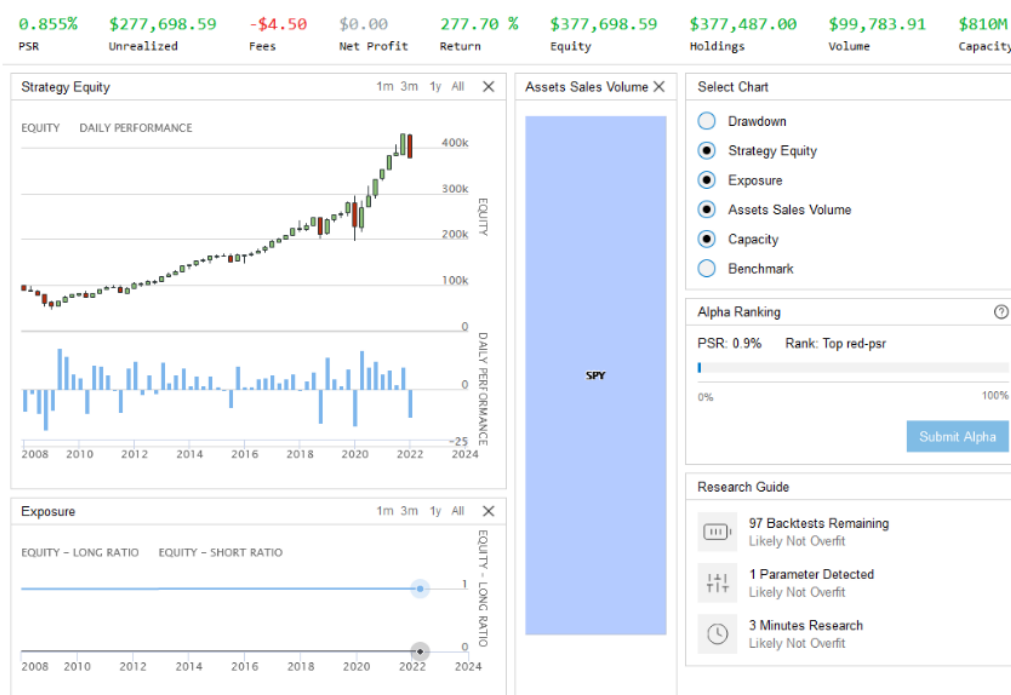 0.855% $277,698.59 -$4.50 $0.00 277.70 % $377,698.59 $377,487.00 $99,783.91 $810M
PSR Unrealized Fees Net Profit Return Equity Holdings Volume Capacity
Strategy Equity 1m 3m 1y All
EQUITY DAILY PERFORMANCE
400k
300k
200k
100k
0
EQUITY
0
-25
DAILY PERFORMANCE
2008 2010 2012 2014 2016 2018 2020 2022 2024
Exposure 1m 3m 1y All
EQUITY - LONG RATIO EQUITY - SHORT RATIO
1
0
EQUITY - LONG RATIO
2008 2010 2012 2014 2016 2018 2020 2022 2024
Assets Sales Volume
SPY
Select Chart
Drawdown
Strategy Equity
Exposure
Assets Sales Volume
Capacity
Benchmark
Alpha Ranking ?
PSR: 0.9% Rank: Top red-psr
0% 100%
Submit Alpha
Research Guide
97 Backtests Remaining
Likely Not Overfit
1 Parameter Detected
Likely Not Overfit
3 Minutes Research
Likely Not Overfit